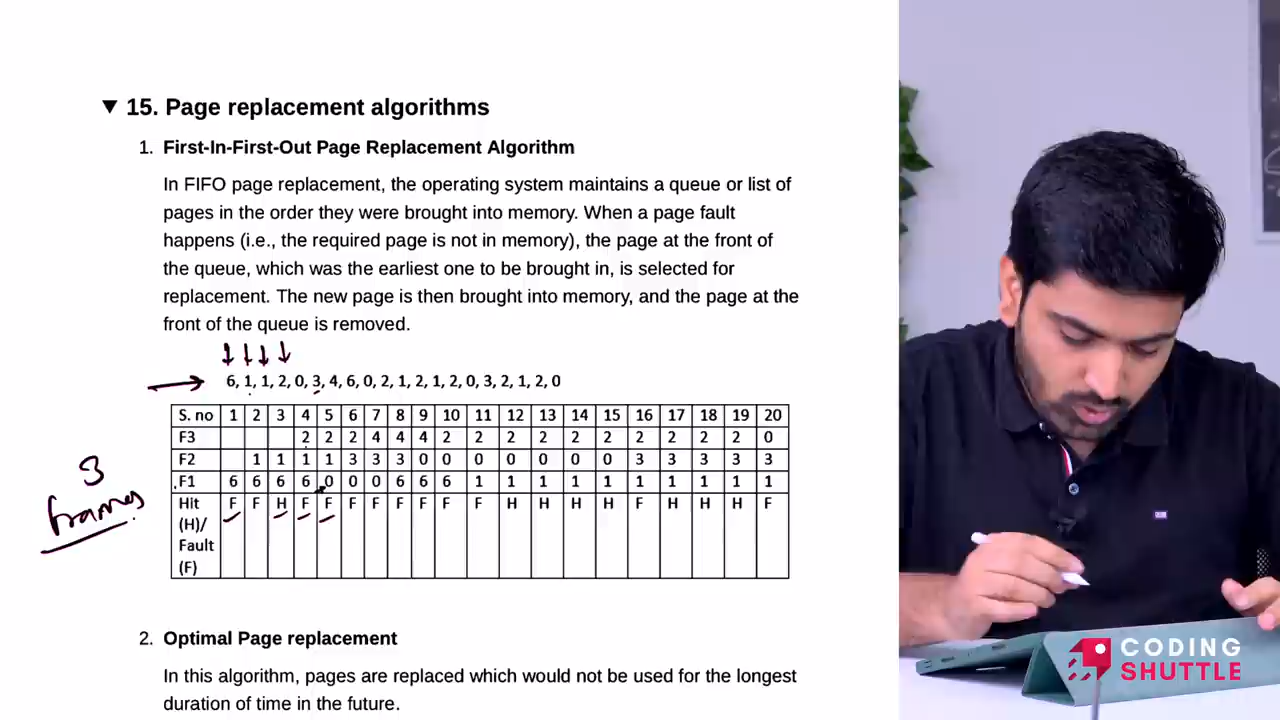 15. Page replacement algorithms
1. First-In-First-Out Page Replacement Algorithm
In FIFO page replacement, the operating system maintains a queue or list of
pages in the order they were brought into memory. When a page fault
happens (i.e., the required page is not in memory), the page at the front of
the queue, which was the earliest one to be brought in, is selected for
replacement. The new page is then brought into memory, and the page at the
front of the queue is removed.
6, 1, 1, 2, 0, 3, 4, 6, 0, 2, 1, 2, 1, 2, 0, 3, 2, 1, 2, 0
S. no 1 2 3 4 5 6 7 8 9 10 11 12 13 14 15 16 17 18 19 20
F3 2 2 2 4 4 4 2 2 2 2 2 2 2 2 2 2 0
F2 1 1 1 1 3 3 3 0 0 0 0 0 0 0 3 3 3 3 3
F1 6 6 6 6 0 0 0 6 6 6 1 1 1 1 1 1 1 1 1 1
Hit F F H F F F F F F F F H H H H F H H H F
(H)/
Fault
(F)
3
frames
2. Optimal Page replacement
In this algorithm, pages are replaced which would not be used for the longest
duration of time in the future.
CODING
SHUTTLE